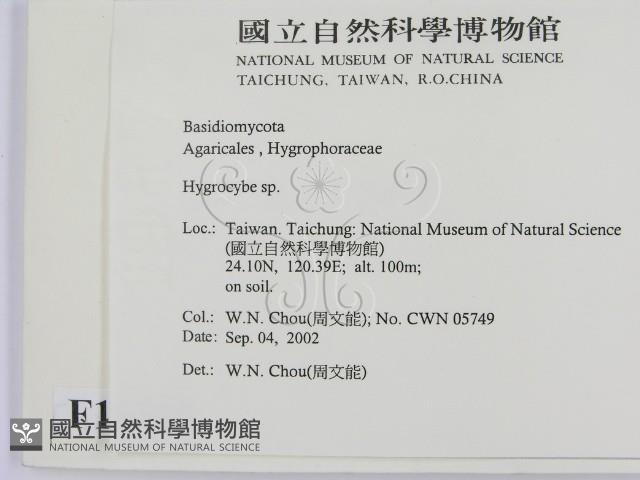 國立自然科學博物館
NATIONAL MUSEUM OF NATURAL SCIENCE
TAICHUNG, TAIWAN, R.O.CHINA
Basidiomycota
Agaricales , Hygrophoraceae
Hygrocybe sp.
Loc.: Taiwan. Taichung: National Museum of Natural Science
(國立自然科學博物館)
24.10N, 120.39E; alt. 100m;
on soil.
Col.: W.N. Chou(周文能); No. CWN 05749
Date: Sep. 04, 2002
Det.: W.N. Chou(周文能)
F1
國立自然科學博物館
NATIONAL MUSEUM OF NATURAL SCIENCE